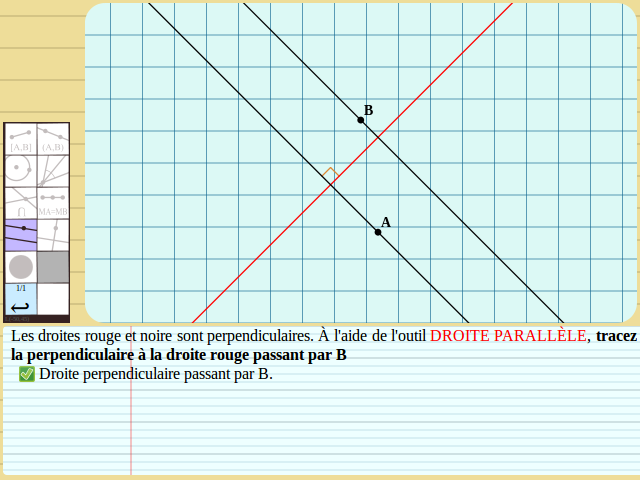 B
A
[A,B] (A,B)
⋂ MA=MB
1/1
Les droites rouge et noire sont perpendiculaires. À l'aide de l'outil DROITE PARALLÈLE, tracez
la perpendiculaire à la droite rouge passant par B
✅ Droite perpendiculaire passant par B.